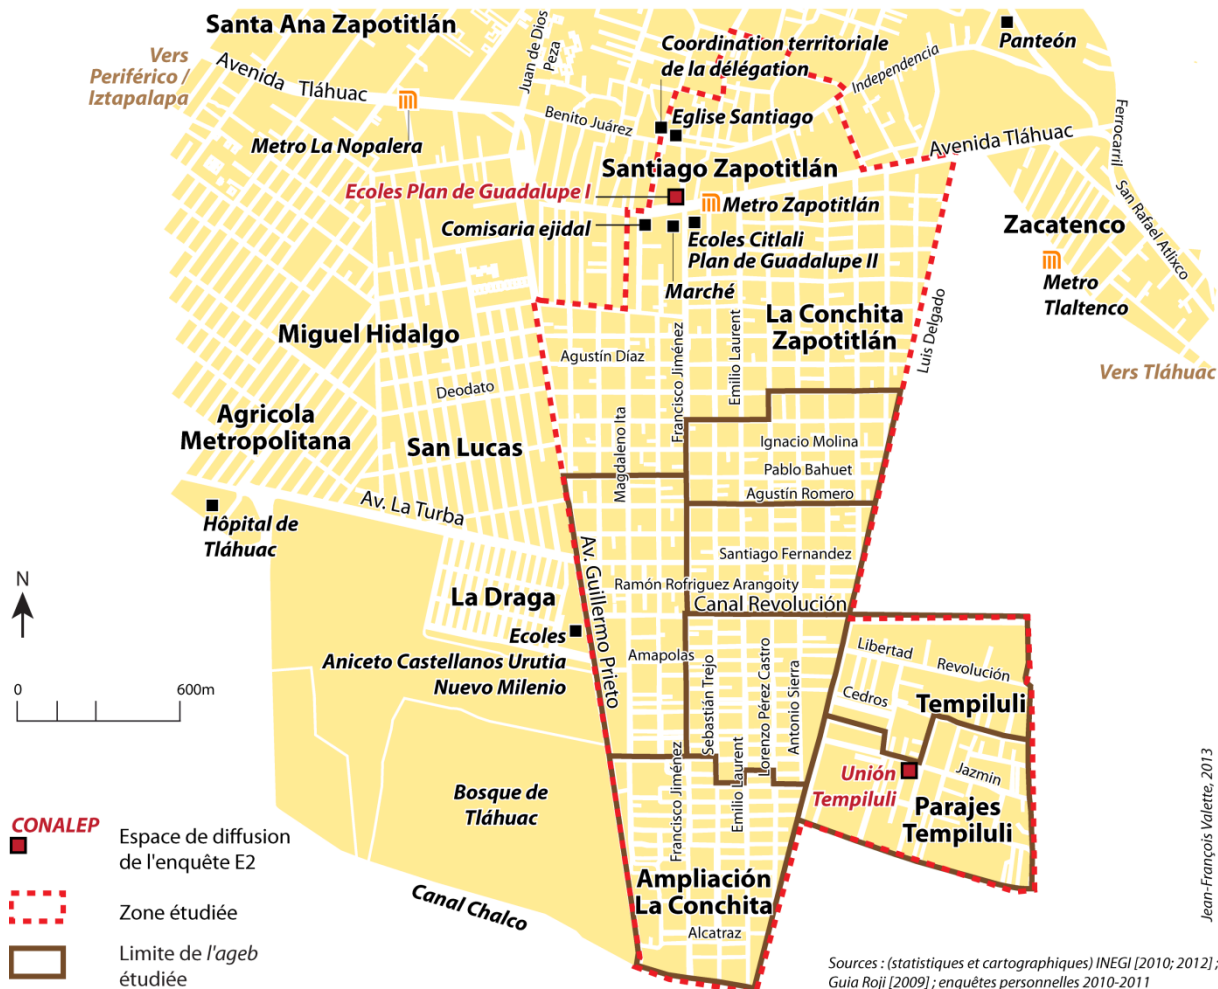 Santa Ana Zapotitlán
Vers
Periférico /
Iztapalapa
Avenida Tláhuac
Juan de Dios
Peza
Coordination territoriale
de la délégation
Independencia
Panteón
Metro La Nopalera
Benito Juárez
Eglise Santiago
Avenida Tláhuac
Ferrocarril San Rafael Atlixco
Santiago Zapotitlán
Ecoles Plan de Guadalupe I
Metro Zapotitlán
Comisaria ejidal
Ecoles Citlali
Plan de Guadalupe II
Marché
Zacatenco
Metro
Tlaltenco
Vers Tláhuac
Miguel Hidalgo
La Conchita
Zapotitlán
Luis Delgado
Agustín Díaz
Francisco Jiménez
Emilio Laurent
Deodato
Agricola
Metropolitana
San Lucas
Magdaleno Ita
Ignacio Molina
Pablo Bahuet
Agustín Romero
Av. La Turba
Hôpital de
Tláhuac
Av. Guillermo Prieto
Santiago Fernandez
Ramón Rofriguez Arangoity
Canal Revolución
N
La Draga
Ecoles
Aniceto Castellanos Urutia
Nuevo Milenio
Amapolas
Sebastián Trejo
Lorenzo Pérez Castro
Antonio Sierra
Libertad
Revolución
Cedros
Tempiluli
0 600m
Francisco Jiménez
Emilio Laurent
Unión
Tempiluli
Jazmin
Parajes
Tempiluli
Bosque de
Tláhuac
Ampliación
La Conchita
Canal Chalco
Alcatraz
CONALEP
Espace de diffusion
de l'enquête E2
Zone étudiée
Limite de l'ageb
étudiée
Jean-François Valette, 2013
Sources : (statistiques et cartographiques) INEGI [2010; 2012] ;
Guia Roji [2009] ; enquêtes personnelles 2010-2011